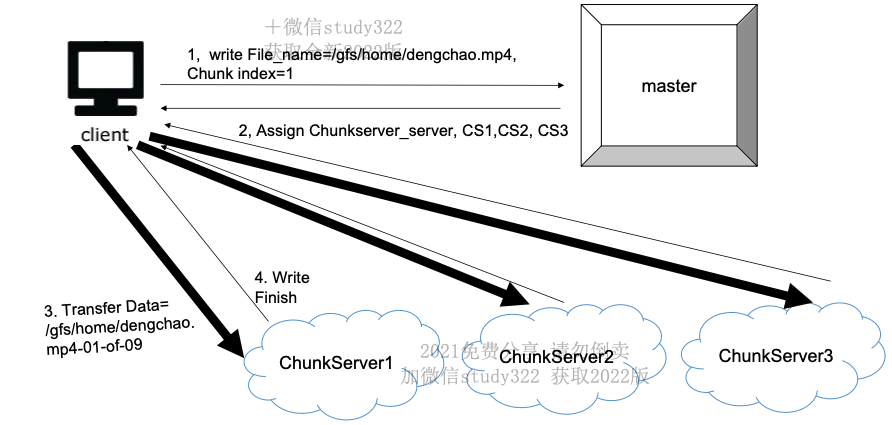 ＋微信study322
获取全新2022版
1,  write File_name=/gfs/home/dengchao.mp4,
Chunk index=1
master
client
2, Assign Chunkserver_server, CS1,CS2, CS3
4. Write
Finish
3. Transfer Data=
/gfs/home/dengchao.
mp4-01-of-09
ChunkServer1
ChunkServer2
ChunkServer3
2021免费分享 请勿倒卖
加微信study322 获取2022版